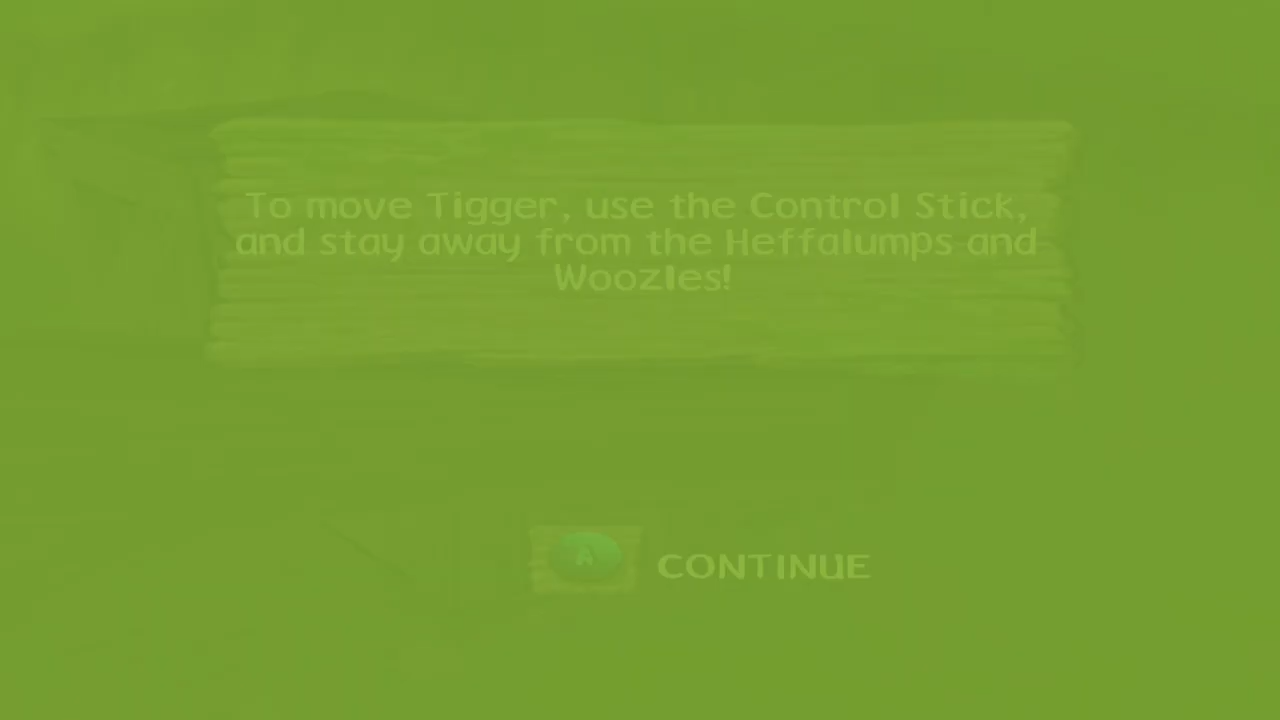 To move Tigger, use the Control Stick,
and stay away from the Heffalumps and
Woozles!
A CONTINUE